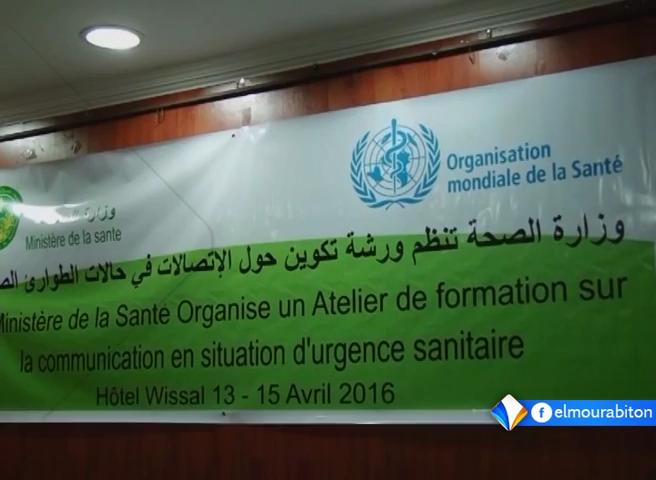 Organisation
mondiale de la Santé
وزارة
Ministère de la sante
وزارة الصحة تنظم ورشة تكوين حول الإتصالات في حالات الطوارئ
Ministère de la Santé Organise un Atelier de formation sur
la communication en situation d'urgence sanitaire
Hôtel Wissal 13 - 15 Avril 2016
elmourabiton